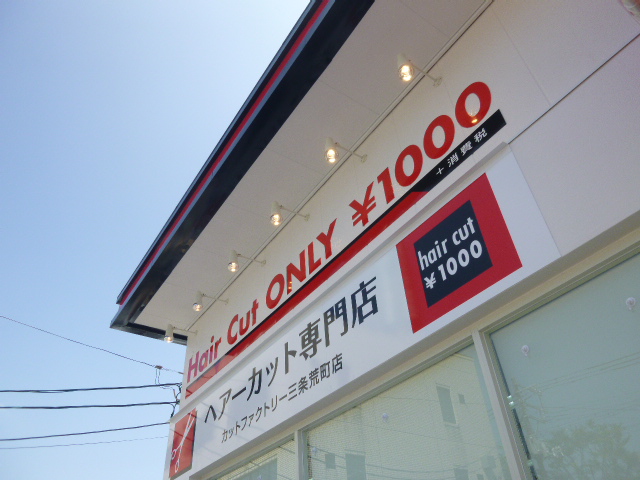 Hair Cut ONLY ¥1000
+消費税
ヘアーカット専門店
カットファクトリー三条荒町店
hair cut
¥1000